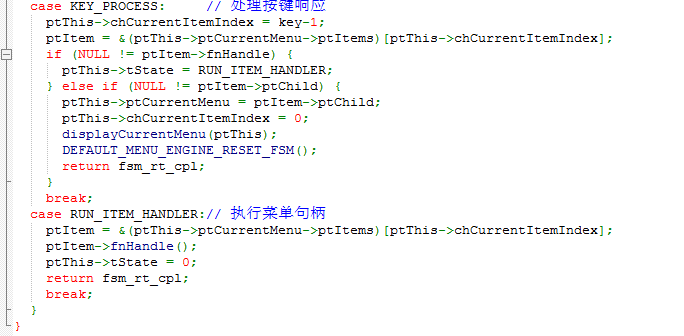 case KEY_PROCESS:     // 处理按键响应
ptThis->chCurrentItemIndex = key-1;
ptItem = &(ptThis->ptCurrentMenu->ptItems)[ptThis->chCurrentItemIndex];
if (NULL != ptItem->fnHandle) {
ptThis->tState = RUN_ITEM_HANDLER;
} else if (NULL != ptItem->ptChild) {
ptThis->ptCurrentMenu = ptItem->ptChild;
ptThis->chCurrentItemIndex = 0;
displayCurrentMenu(ptThis);
DEFAULT_MENU_ENGINE_RESET_FSM();
return fsm_rt_cpl;
}
break;
case RUN_ITEM_HANDLER:// 执行菜单句柄
ptItem = &(ptThis->ptCurrentMenu->ptItems)[ptThis->chCurrentItemIndex];
ptItem->fnHandle();
ptThis->tState = 0;
return fsm_rt_cpl;
break;
}
}